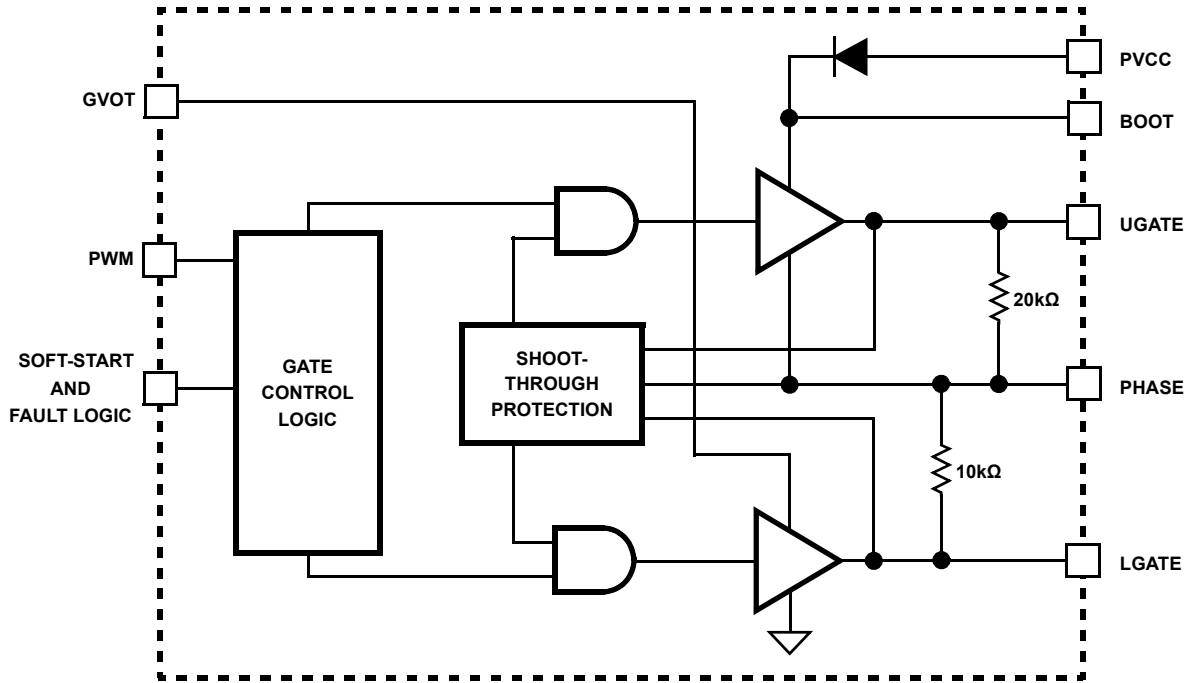 PVCC
GVOT
BOOT
UGATE
PWM
20kΩ
SOFT-START
AND
FAULT LOGIC
GATE
CONTROL
LOGIC
SHOOT-
THROUGH
PROTECTION
PHASE
10kΩ
LGATE